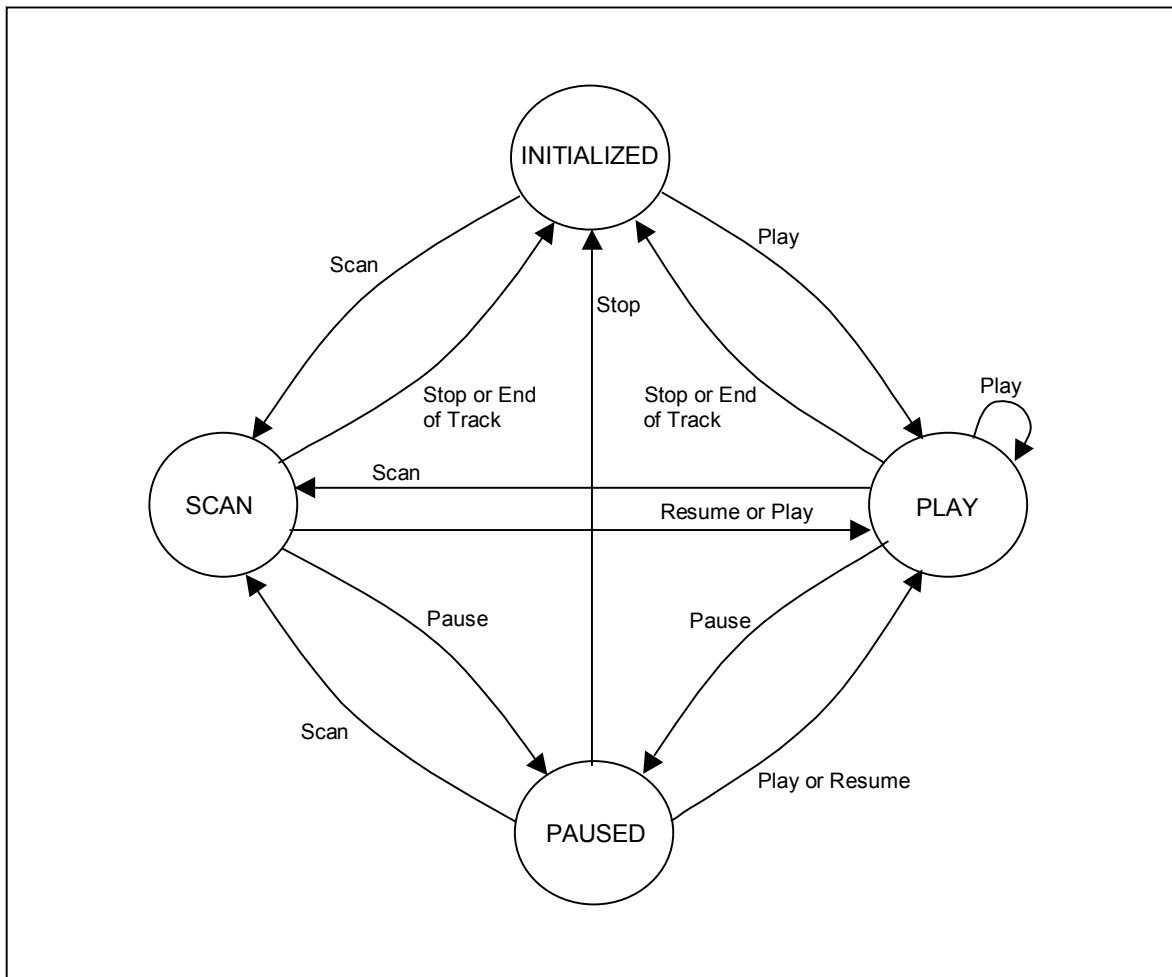 INITIALIZED
Play
Scan
Stop
Stop or End
of Track
Stop or End
of Track
Play
Scan
SCAN
PLAY
Resume or Play
Pause
Pause
Scan
Play or Resume
PAUSED